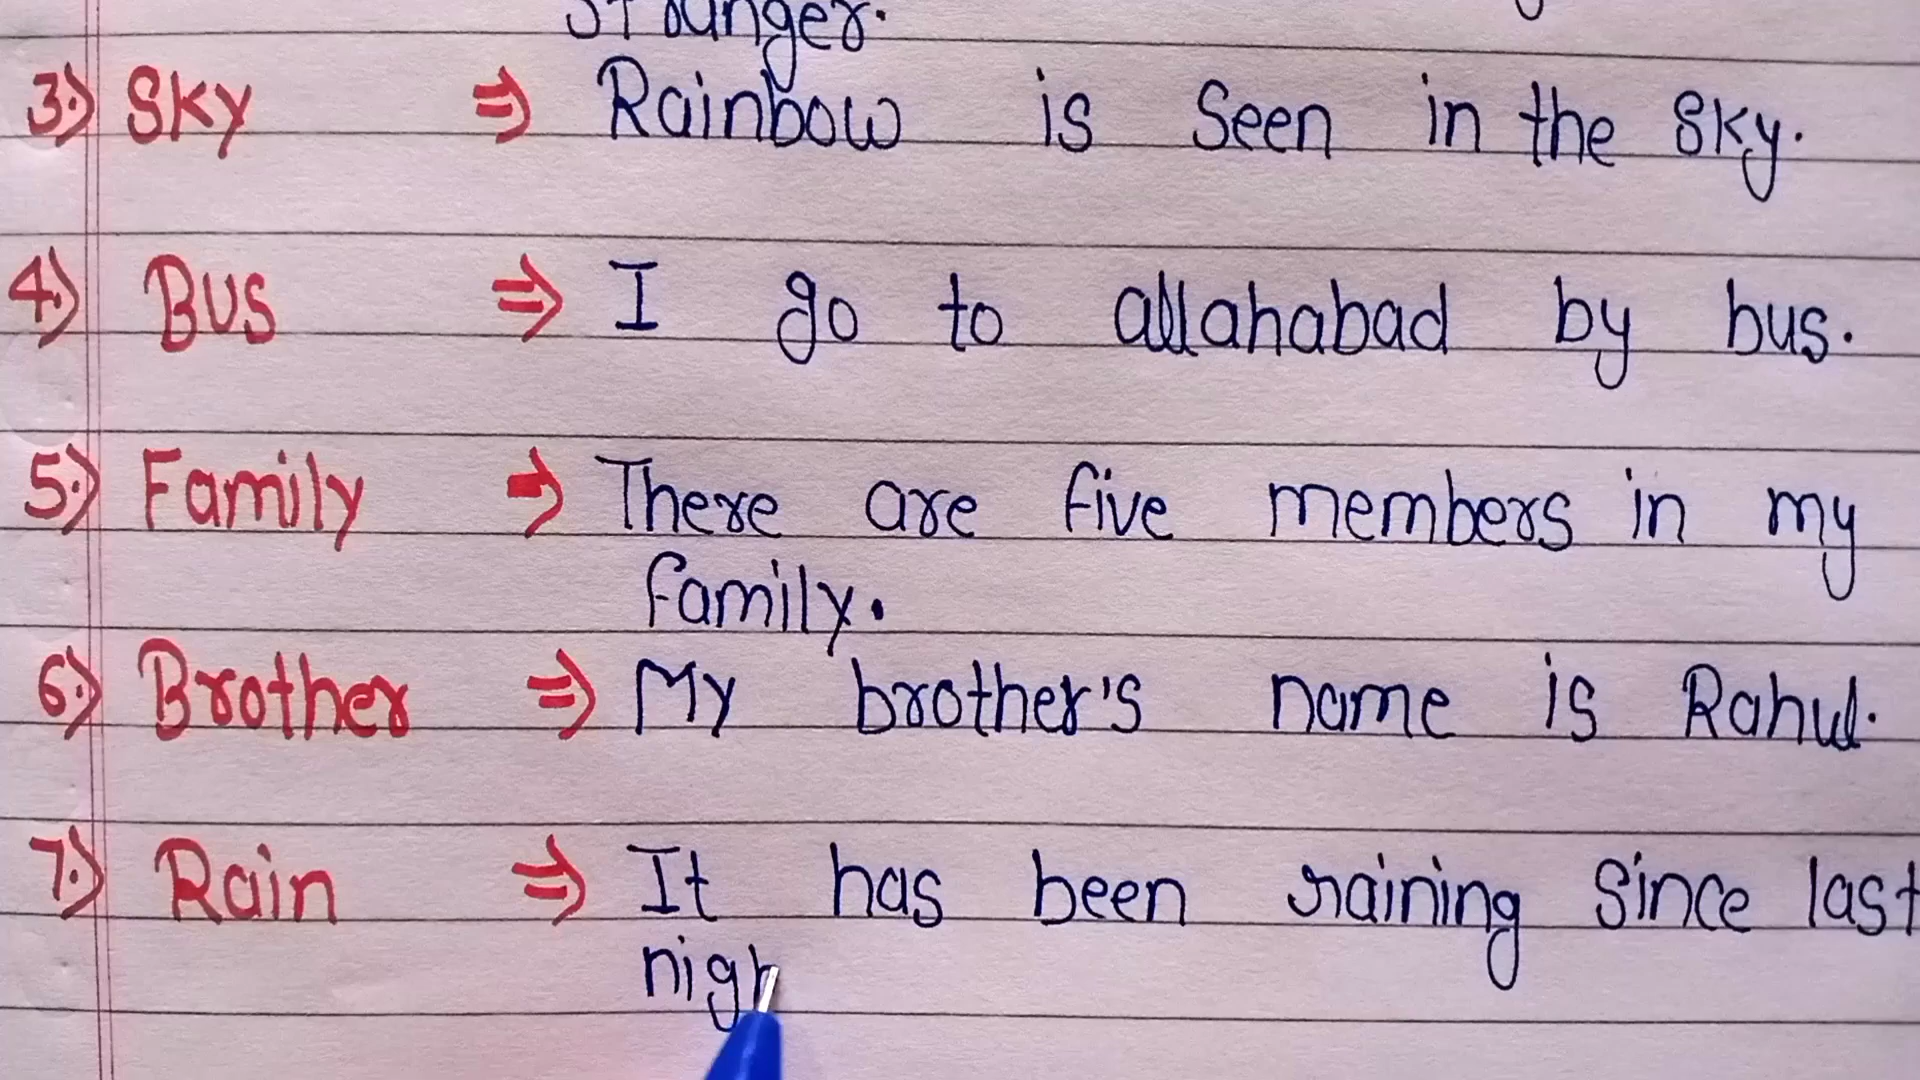 3.) Sky ⇒ Rainbow is Seen in the Sky.
4.) Bus ⇒ I go to allahabad by bus.
5.) Family ⇒ There are five members in my
family.
6.) Brother ⇒ My brother's name is Rahul.
7.) Rain ⇒ It has been raining Since last
nigh